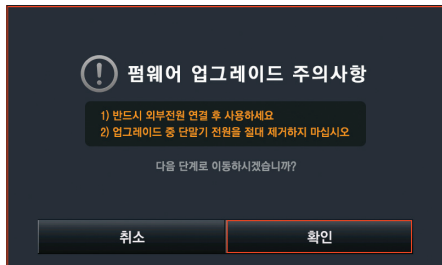 펌웨어 업그레이드 주의사항
1) 반드시 외부전원 연결 후 사용하세요
2) 업그레이드 중 단말기 전원을 절대 제거하지 마십시오
다음 단계로 이동하시겠습니까?
취소
확인